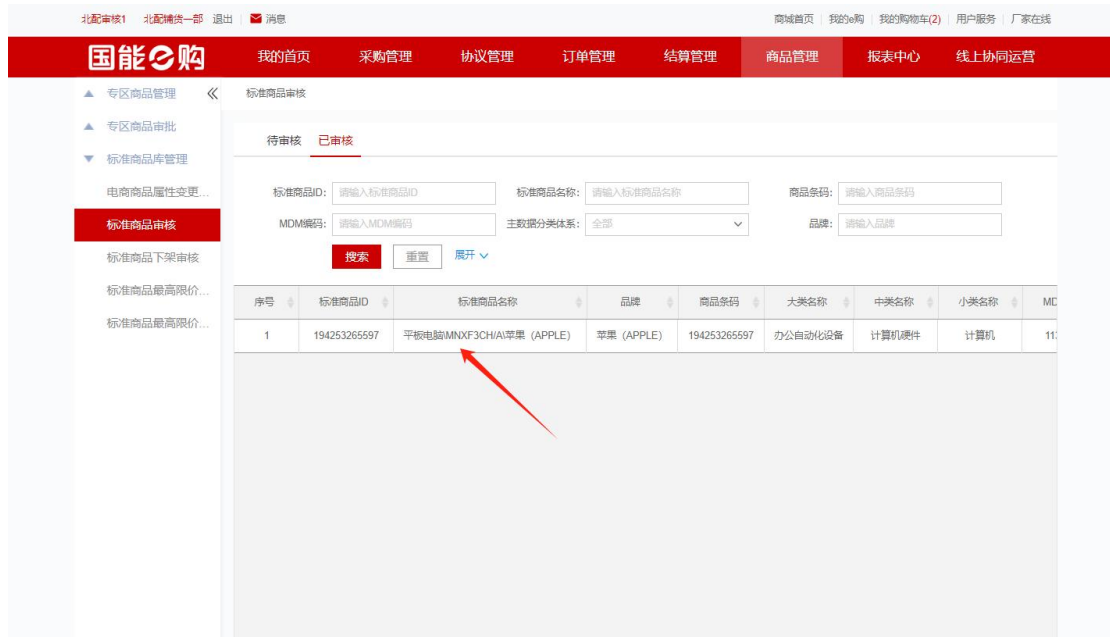 北配审核1 北配铺货一部 退出 消息 商城首页 我的e购 我的购物车(2) 用户服务 厂家在线
国能e购 我的首页 采购管理 协议管理 订单管理 结算管理 商品管理 报表中心 线上协同运营
专区商品管理
专区商品审批
标准商品库管理
电商商品属性变更...
标准商品审核
标准商品下架审核
标准商品最高限价...
标准商品最高限价...
标准商品审核
待审核 已审核
标准商品ID: 请输入标准商品ID 标准商品名称: 请输入标准商品名称 商品条码: 请输入商品条码
MDM编码: 请输入MDM编码 主数据分类体系: 全部 品牌: 请输入品牌
搜索 重置 展开
序号 标准商品ID 标准商品名称 品牌 商品条码 大类名称 中类名称 小类名称 MD
1 194253265597 平板电脑\MNXF3CH/A\苹果（APPLE） 苹果（APPLE） 194253265597 办公自动化设备 计算机硬件 计算机 11